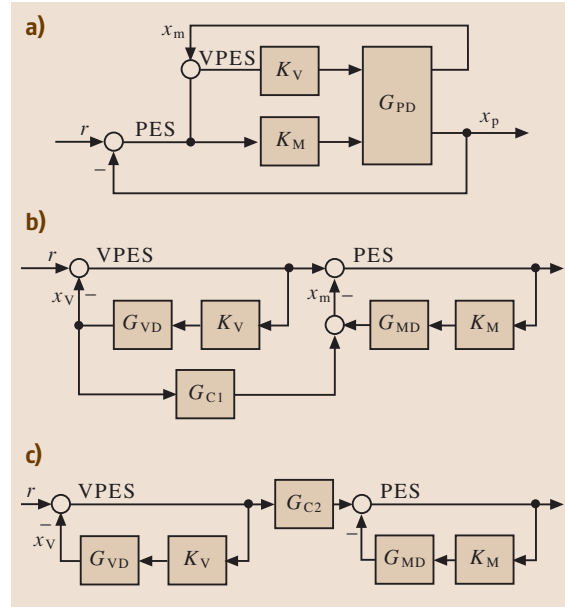 a)
x_m
VPES
K_V
G_PD
r
PES
K_M
x_p
−
b)
r
VPES
PES
x_V −
x_m −
G_VD
K_V
G_MD
K_M
G_C1
c)
r
VPES
G_C2
PES
−
x_V
−
G_VD
K_V
G_MD
K_M